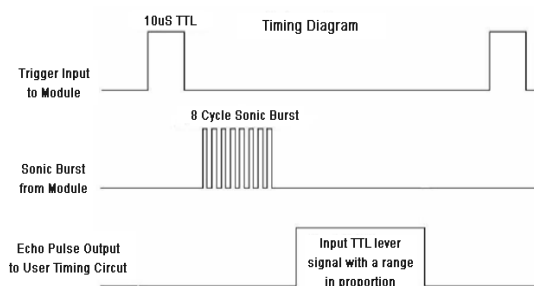 10uS TTL
Timing Diagram
Trigger Input
to Module
8 Cycle Sonic Burst
Sonic Burst
from Module
Echo Pulse Output
to User Timing Circut
Input TTL lever
signal with a range
in proportion